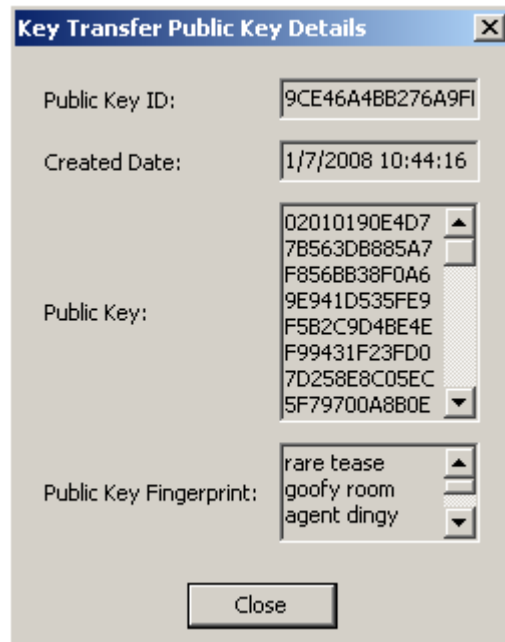 Key Transfer Public Key Details
Public Key ID: 9CE46A4BB276A9F
Created Date: 1/7/2008 10:44:16
Public Key:
02010190E4D7
7B563DB885A7
F856BB38F0A6
9E941D535FE9
F5B2C9D4BE4E
F99431F23FD0
7D258E8C05EC
5F79700A8B0E
Public Key Fingerprint:
rare tease
goofy room
agent dingy
Close